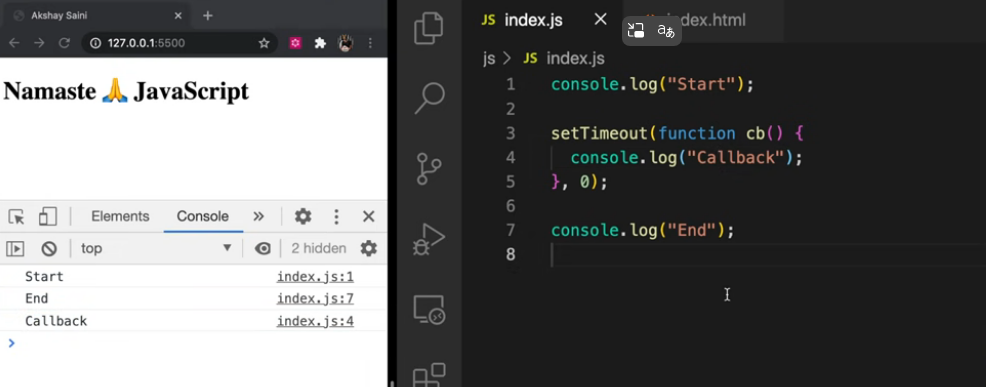 Akshay Saini
127.0.0.1:5500
Namaste 🙏 JavaScript
Elements Console »
top 2 hidden
Start index.js:1
End index.js:7
Callback index.js:4
JS index.js index.html
js > JS index.js
1 console.log("Start");
2
3 setTimeout(function cb() {
4 console.log("Callback");
5 }, 0);
6
7 console.log("End");
8